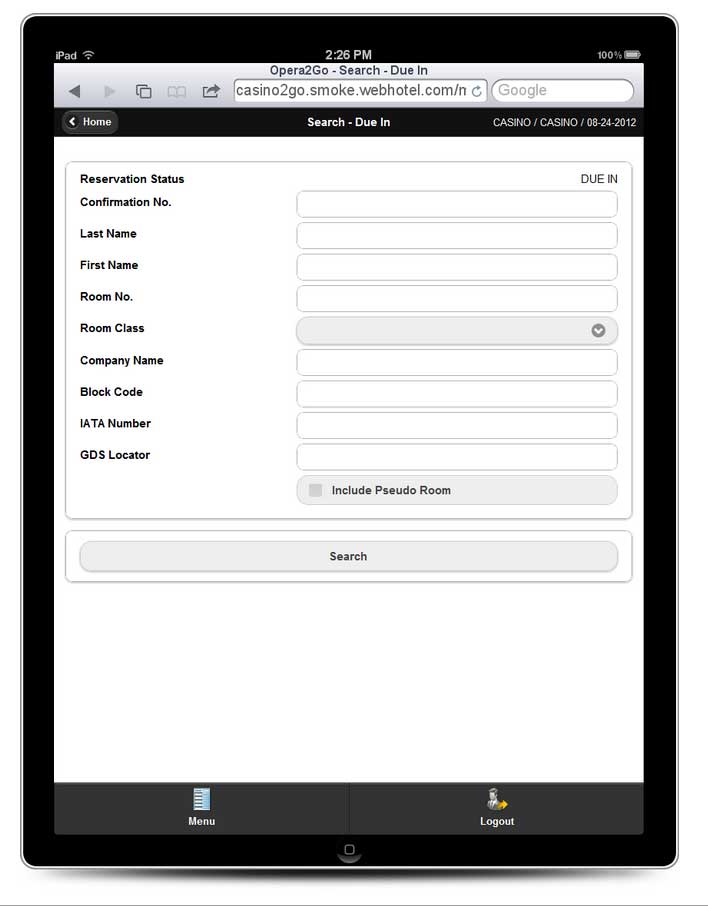 iPad 2:26 PM 100%
Opera2Go - Search - Due In
casino2go.smoke.webhotel.com/n Google
Home Search - Due In CASINO / CASINO / 08-24-2012
Reservation Status DUE IN
Confirmation No.
Last Name
First Name
Room No.
Room Class
Company Name
Block Code
IATA Number
GDS Locator
Include Pseudo Room
Search
Menu Logout